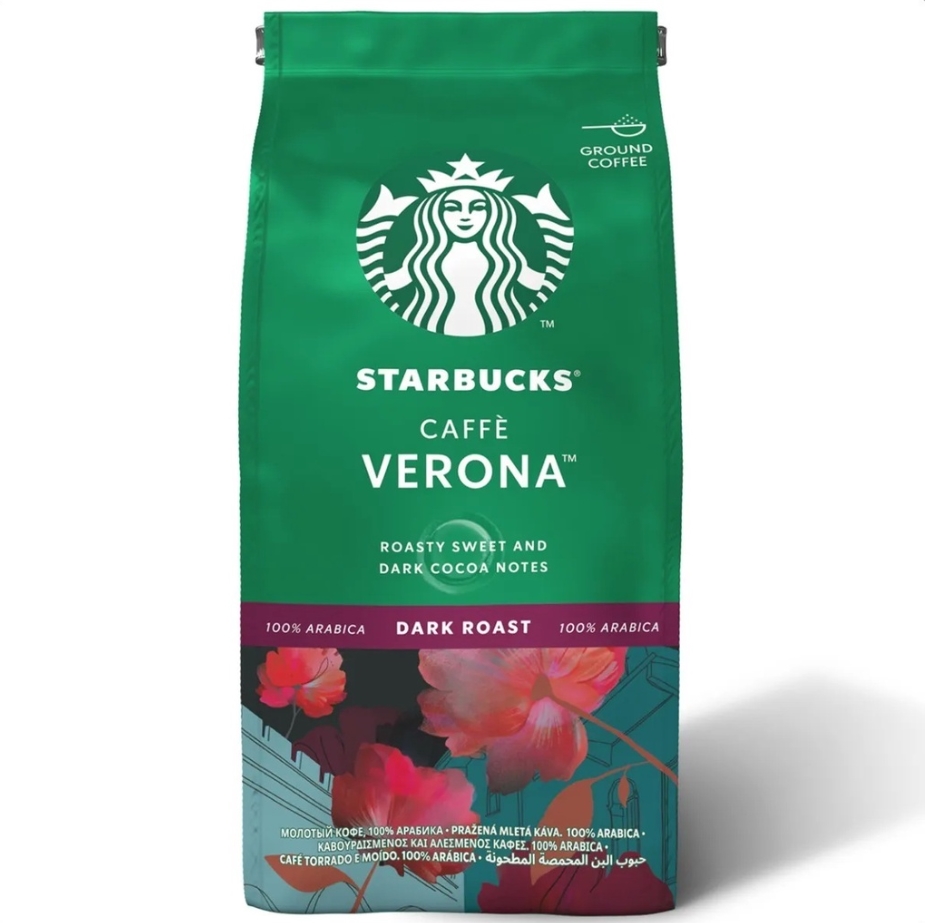 GROUND
COFFEE
TM
STARBUCKS®
CAFFÈ
VERONA™
ROASTY SWEET AND
DARK COCOA NOTES
100% ARABICA DARK ROAST 100% ARABICA
МОЛОТЫЙ КОФЕ, 100% АРАБИКА • PRAŽENÁ MLETÁ KÁVA. 100% ARABICA •
ΚΑΒΟΥΡΔΙΣΜΕΝΟΣ ΚΑΙ ΑΛΕΣΜΕΝΟΣ ΚΑΦΕΣ. 100% ARABICA •
CAFÉ TORRADO E MOÍDO. 100% ARÁBICA • حبوب البن المحمصة المطحونة